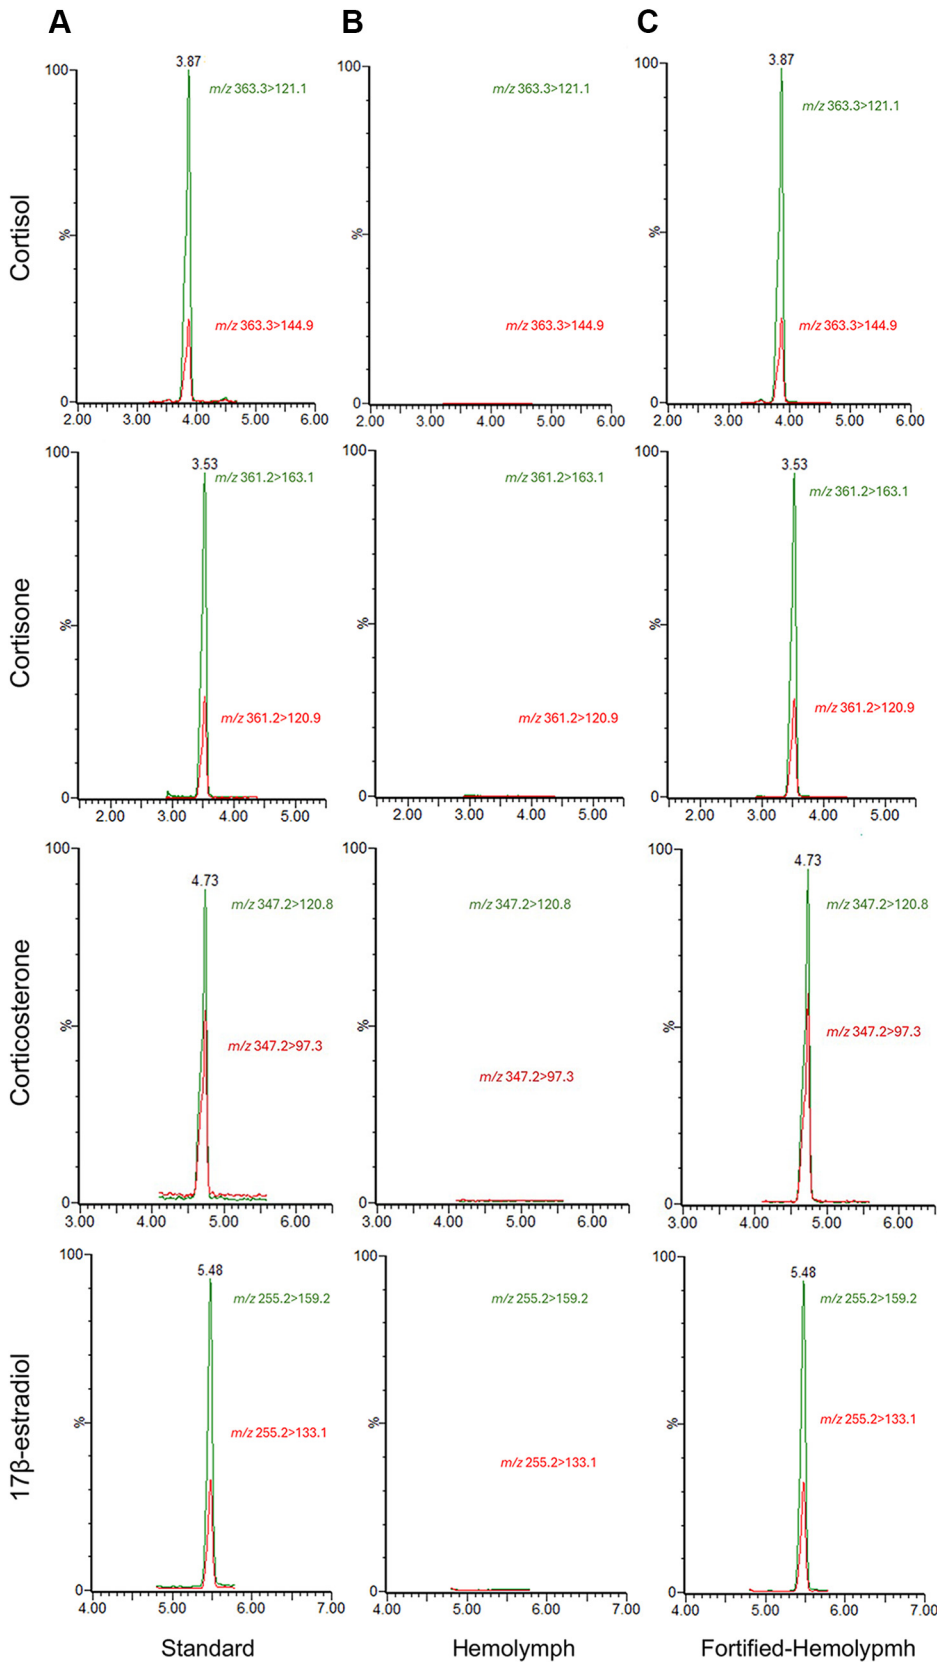 A B C
Cortisol
3.87
100
m/z 363.3>121.1
%
m/z 363.3>144.9
0
2.00 3.00 4.00 5.00 6.00
100
m/z 363.3>121.1
%
m/z 363.3>144.9
0
2.00 3.00 4.00 5.00 6.00
3.87
100
m/z 363.3>121.1
%
m/z 363.3>144.9
0
2.00 3.00 4.00 5.00 6.00
Cortisone
100
3.53
m/z 361.2>163.1
%
m/z 361.2>120.9
0
2.00 3.00 4.00 5.00
100
m/z 361.2>163.1
%
m/z 361.2>120.9
0
2.00 3.00 4.00 5.00
100
3.53
m/z 361.2>163.1
%
m/z 361.2>120.9
0
2.00 3.00 4.00 5.00
Corticosterone
100
4.73
m/z 347.2>120.8
%
m/z 347.2>97.3
0
3.00 4.00 5.00 6.00
100
m/z 347.2>120.8
%
m/z 347.2>97.3
0
3.00 4.00 5.00 6.00
100
4.73
m/z 347.2>120.8
%
m/z 347.2>97.3
0
3.00 4.00 5.00 6.00
17β-estradiol
100
5.48
m/z 255.2>159.2
%
m/z 255.2>133.1
0
4.00 5.00 6.00 7.00
100
m/z 255.2>159.2
%
m/z 255.2>133.1
0
4.00 5.00 6.00 7.00
100
5.48
m/z 255.2>159.2
%
m/z 255.2>133.1
0
4.00 5.00 6.00 7.00
Standard Hemolymph Fortified-Hemolypmh